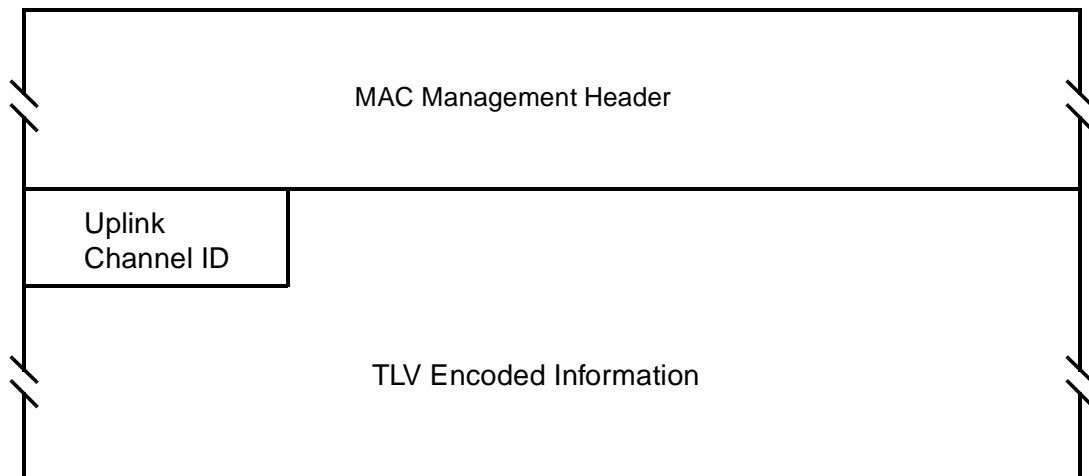 MAC Management Header
Uplink
Channel ID
TLV Encoded Information